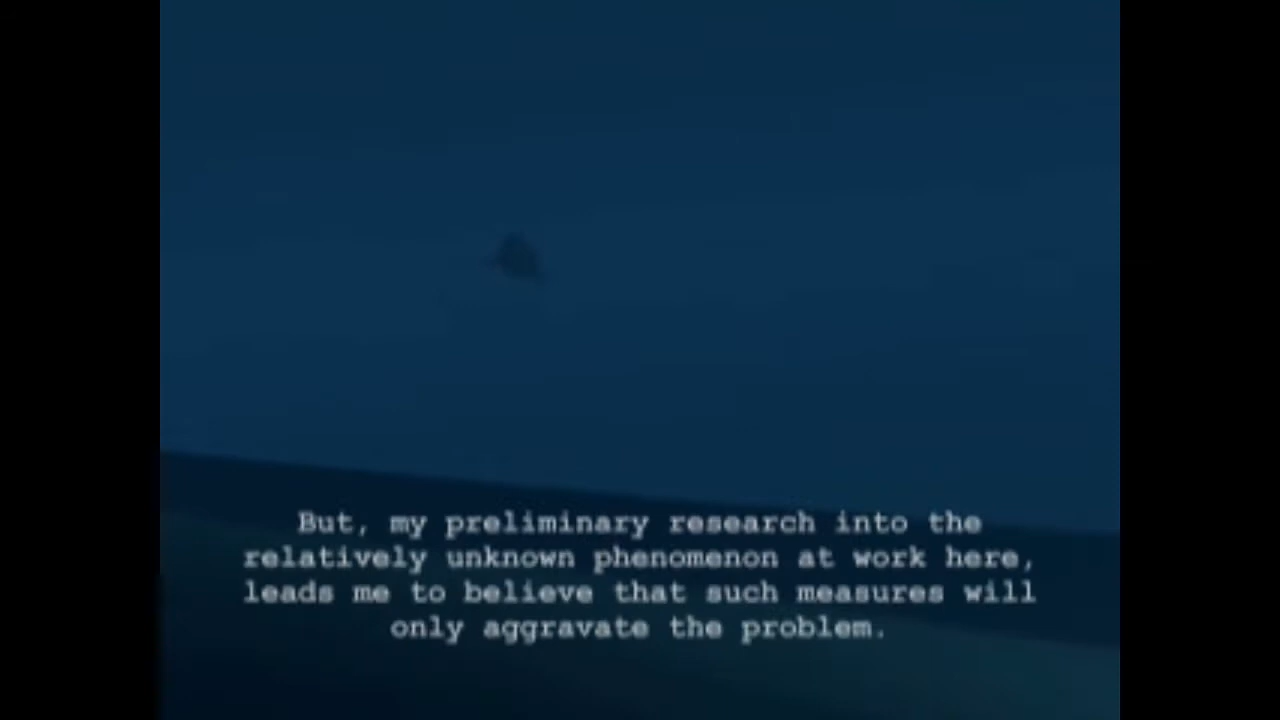 But, my preliminary research into the
relatively unknown phenomenon at work here,
leads me to believe that such measures will
only aggravate the problem.